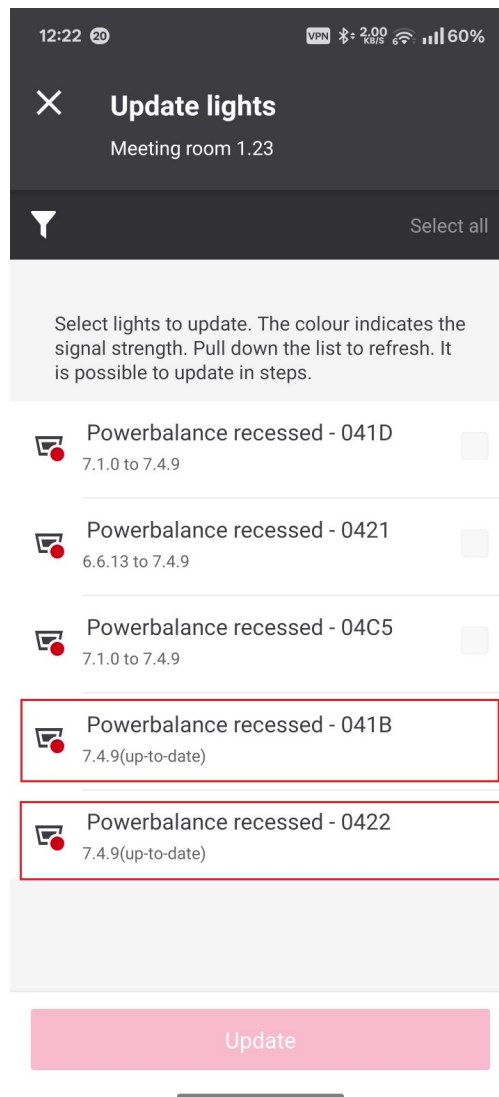 12:22 20 VPN 2.00 KB/S 6 60%
Update lights
Meeting room 1.23
Select all
Select lights to update. The colour indicates the
signal strength. Pull down the list to refresh. It
is possible to update in steps.
Powerbalance recessed - 041D
7.1.0 to 7.4.9
Powerbalance recessed - 0421
6.6.13 to 7.4.9
Powerbalance recessed - 04C5
7.1.0 to 7.4.9
Powerbalance recessed - 041B
7.4.9(up-to-date)
Powerbalance recessed - 0422
7.4.9(up-to-date)
Update